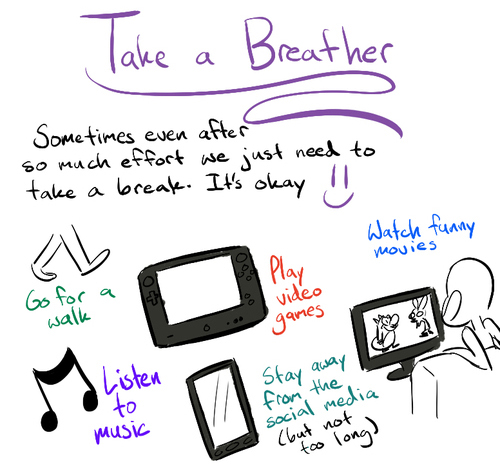 Take a Breather
Sometimes even after
so much effort we just need to
take a break. It's okay
Go for a
walk
Play
video
games
Watch funny
movies
Listen
to
music
Stay away
from the
social media
(but not
too long)